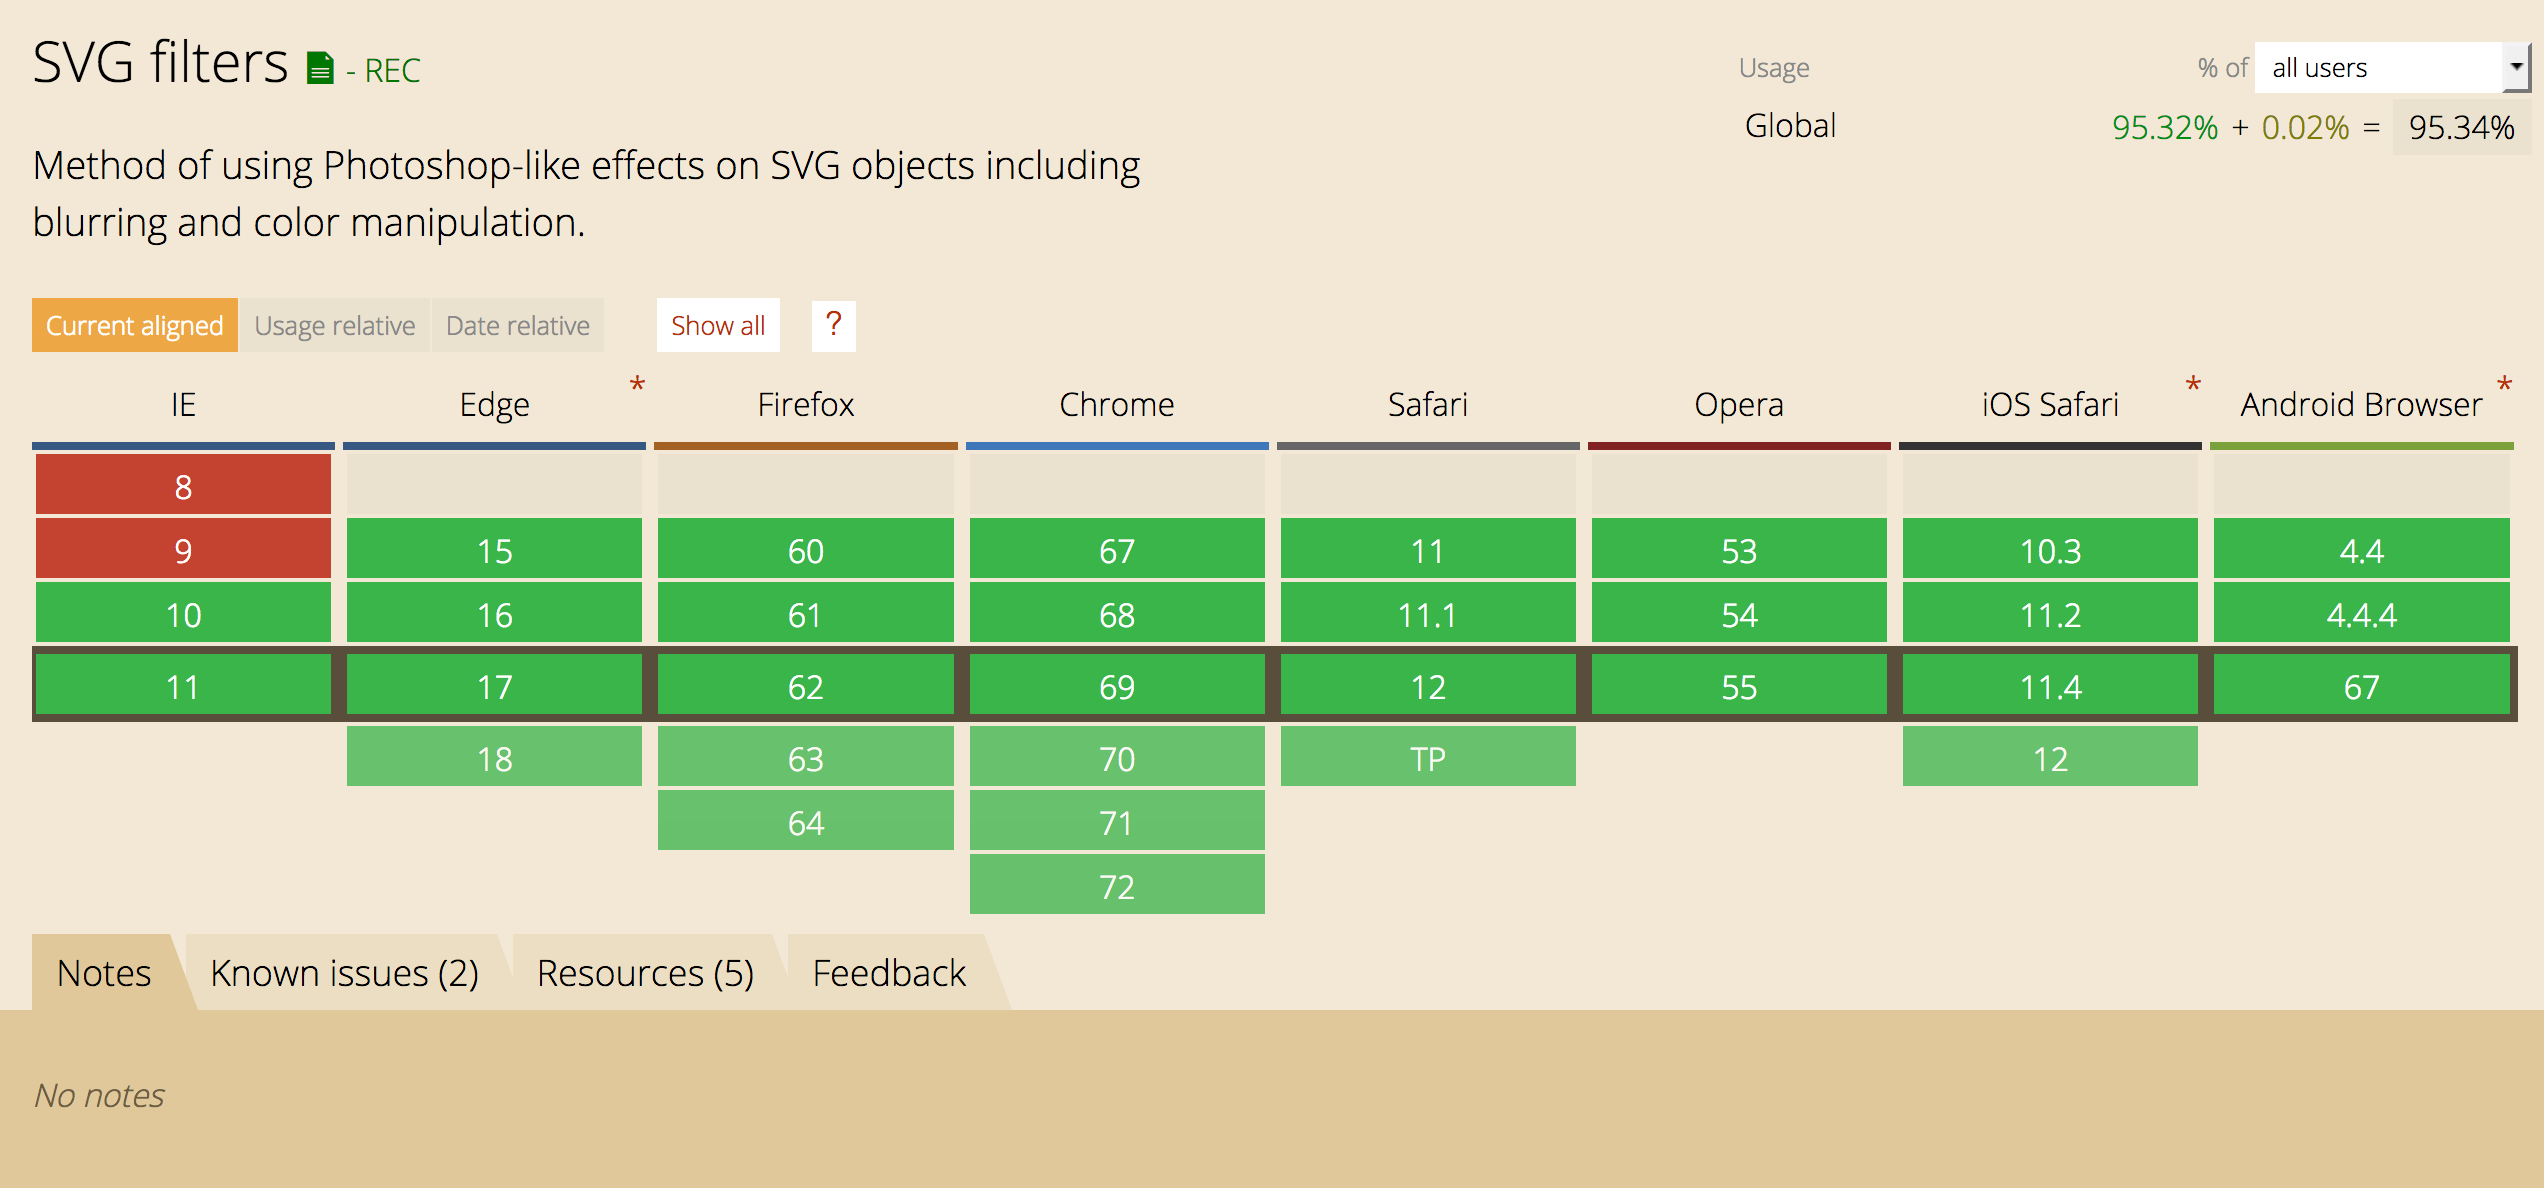 SVG filters - REC
Usage % of all users
Global 95.32% + 0.02% = 95.34%
Method of using Photoshop-like effects on SVG objects including
blurring and color manipulation.
Current aligned Usage relative Date relative Show all ?
IE Edge * Firefox Chrome Safari Opera iOS Safari * Android Browser *
8
9 15 60 67 11 53 10.3 4.4
10 16 61 68 11.1 54 11.2 4.4.4
11 17 62 69 12 55 11.4 67
18 63 70 TP 12
64 71
72
Notes Known issues (2) Resources (5) Feedback
No notes